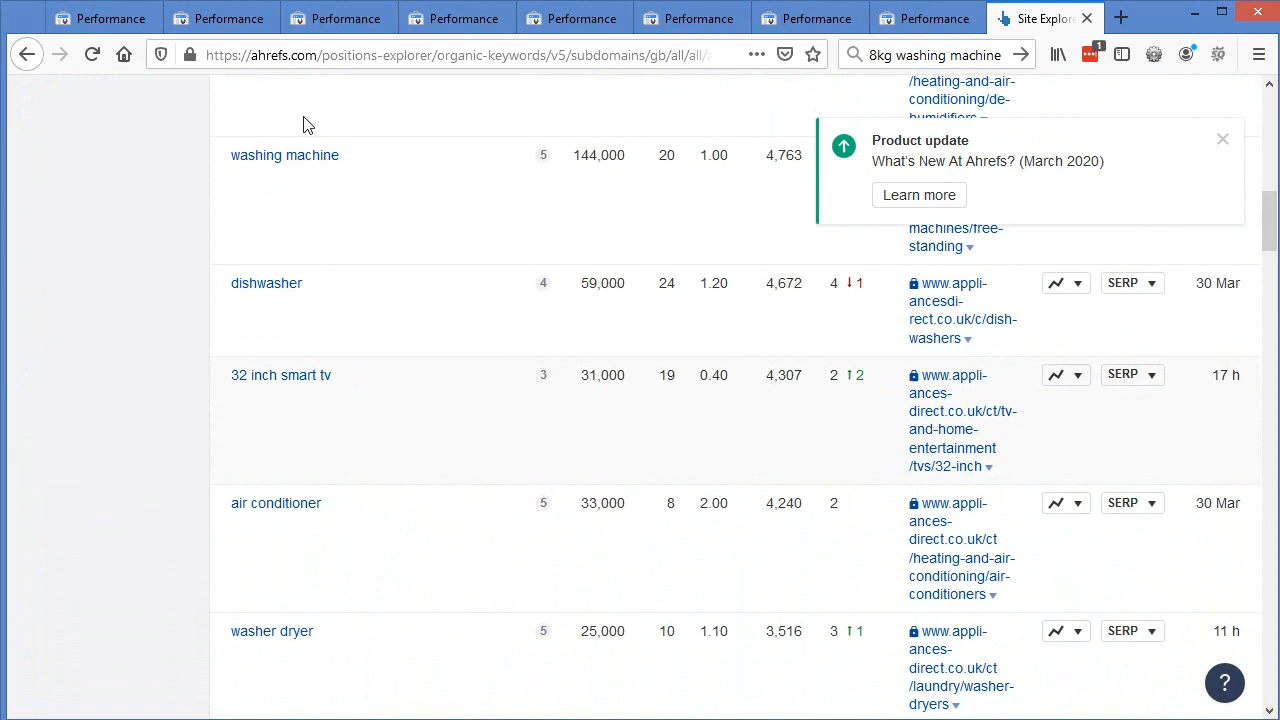 Performance Performance Performance Performance Performance Performance Performance Performance Site Explor
https://ahrefs.com/positions-explorer/organic-keywords/v5/subdomains/gb/all/all/a 8kg washing machine 1
/heating-and-air-
conditioning/de-
humidifiers
Product update
What's New At Ahrefs? (March 2020)
Learn more
washing machine 5 144,000 20 1.00 4,763
machines/free-
standing
dishwasher 4 59,000 24 1.20 4,672 4 1 www.appli- SERP 30 Mar
ancesdi-
rect.co.uk/c/dish-
washers
32 inch smart tv 3 31,000 19 0.40 4,307 2 2 www.appli- SERP 17 h
ances-
direct.co.uk/ct/tv-
and-home-
entertainment
/tvs/32-inch
air conditioner 5 33,000 8 2.00 4,240 2 www.appli- SERP 30 Mar
ances-
direct.co.uk/ct
/heating-and-air-
conditioning/air-
conditioners
washer dryer 5 25,000 10 1.10 3,516 3 1 www.appli- SERP 11 h
ances-
direct.co.uk/ct
/laundry/washer-
dryers
?